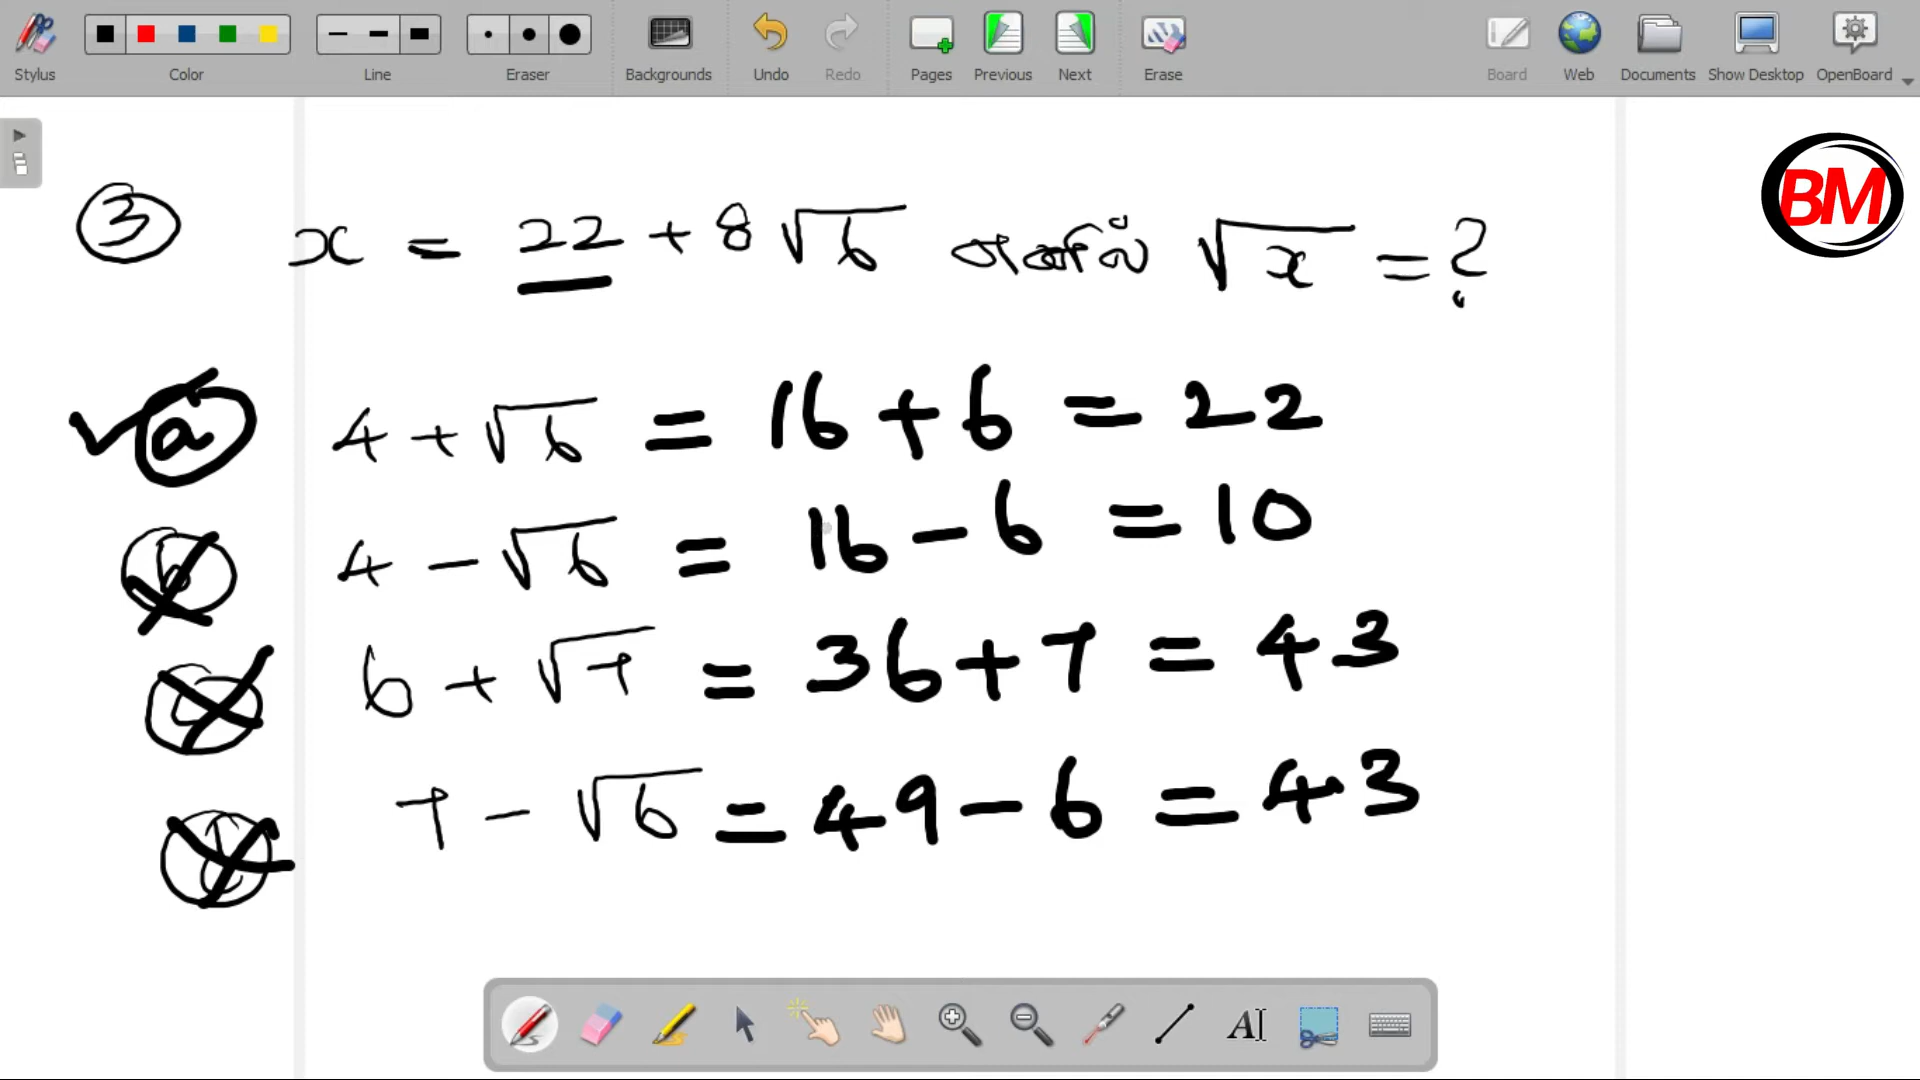 Stylus Color Line Eraser Backgrounds Undo Redo Pages Previous Next Erase Board Web Documents Show Desktop OpenBoard
BM
3 x = 22 + 8√6 √x = ?
a 4 + √6 = 16 + 6 = 22
b 4 - √6 = 16 - 6 = 10
c 6 + √7 = 36 + 7 = 43
7 - √6 = 49 - 6 = 43